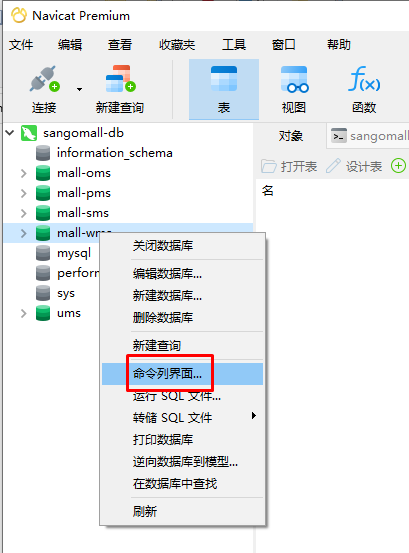 Navicat Premium
文件 编辑 查看 收藏夹 工具 窗口 帮助
连接 新建查询 表 视图 函数
sangomall-db
对象 sangomall
information_schema
打开表 设计表
mall-oms
名
mall-pms
mall-sms
mall-wms
关闭数据库
mysql
编辑数据库...
perform
新建数据库...
sys
删除数据库
ums
新建查询
命令列界面...
运行 SQL 文件...
转储 SQL 文件
打印数据库
逆向数据库到模型...
在数据库中查找
刷新